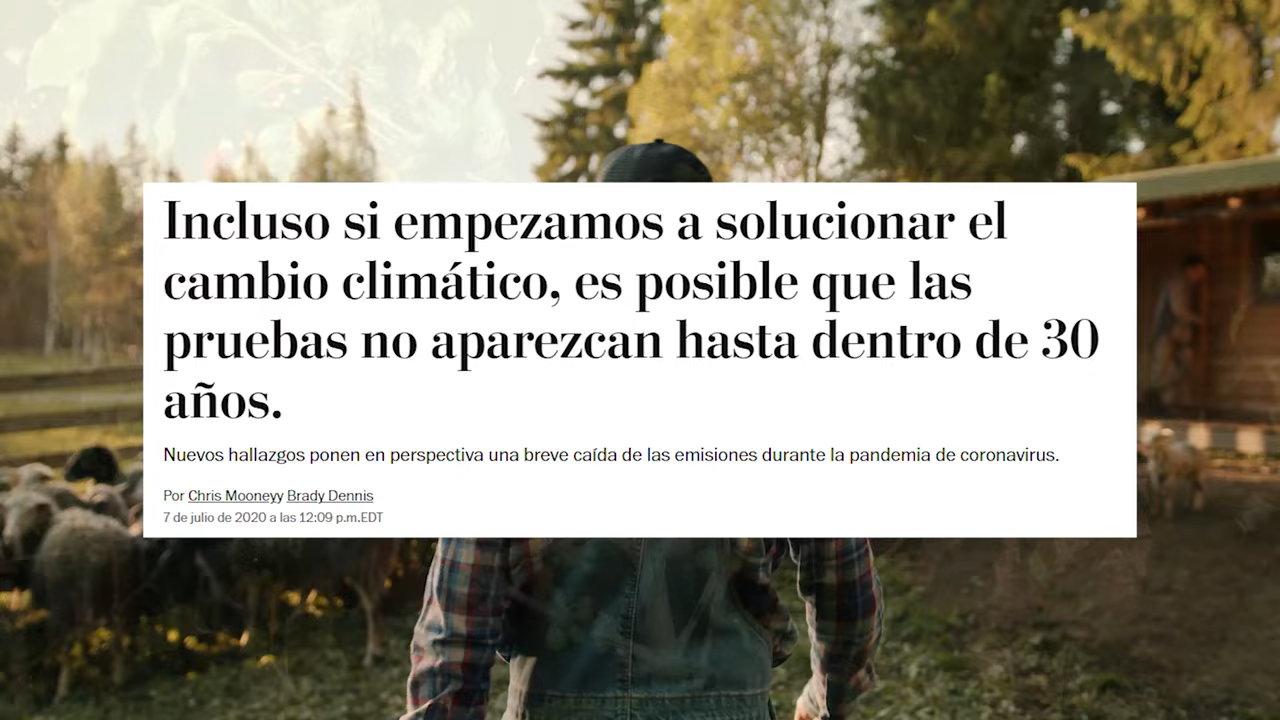 Incluso si empezamos a solucionar el
cambio climático, es posible que las
pruebas no aparezcan hasta dentro de 30
años.
Nuevos hallazgos ponen en perspectiva una breve caída de las emisiones durante la pandemia de coronavirus.
Por Chris Mooneyy Brady Dennis
7 de julio de 2020 a las 12:09 p.m.EDT